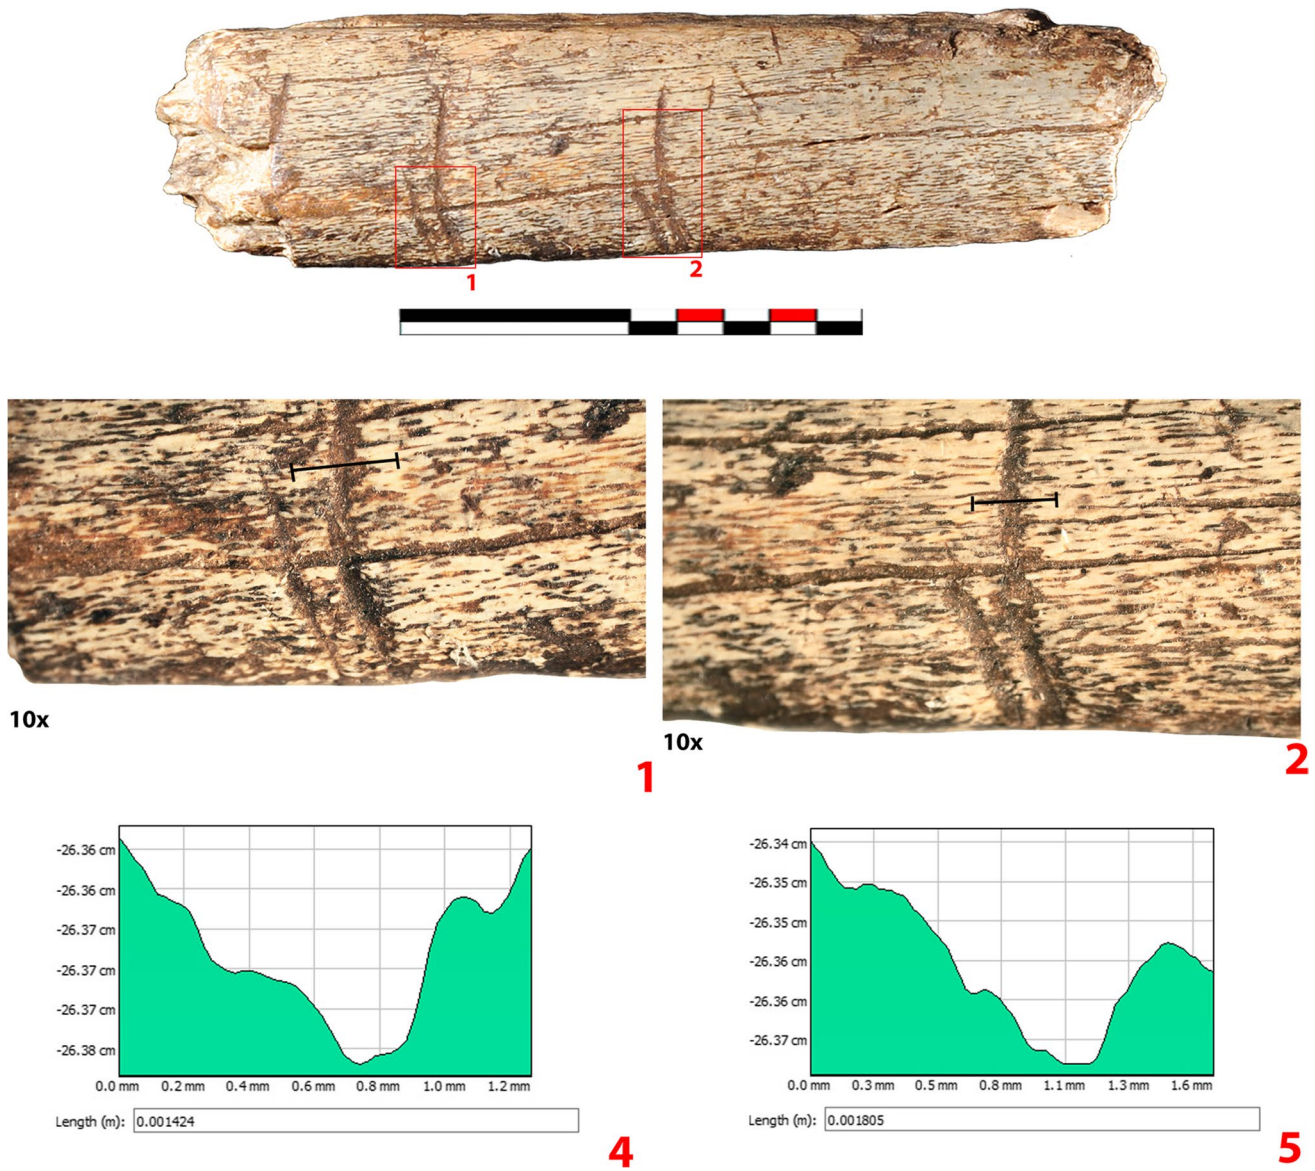 1
2
10x
1
10x
2
-26.36 cm
-26.36 cm
-26.37 cm
-26.37 cm
-26.37 cm
-26.38 cm
0.0 mm 0.2 mm 0.4 mm 0.6 mm 0.8 mm 1.0 mm 1.2 mm
Length (m): 0.001424
4
-26.34 cm
-26.35 cm
-26.35 cm
-26.36 cm
-26.36 cm
-26.37 cm
0.0 mm 0.3 mm 0.5 mm 0.8 mm 1.1 mm 1.3 mm 1.6 mm
Length (m): 0.001805
5